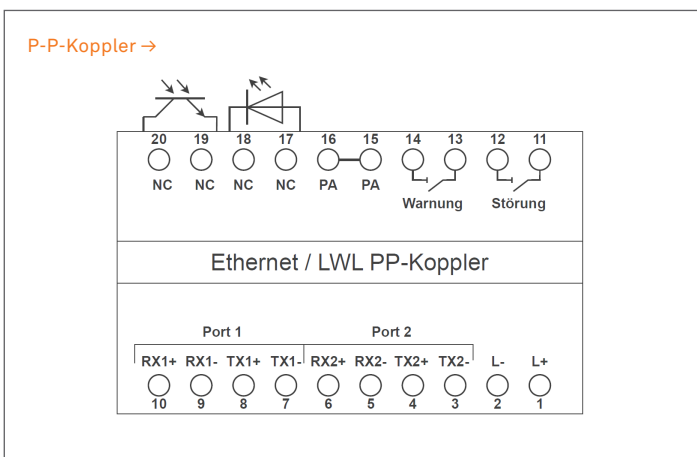 P-P-Koppler →
20 19 18 17 16 15 14 13 12 11
NC NC NC NC PA PA
Warnung Störung
Ethernet / LWL PP-Koppler
Port 1 Port 2
RX1+ RX1- TX1+ TX1- RX2+ RX2- TX2+ TX2- L- L+
10 9 8 7 6 5 4 3 2 1